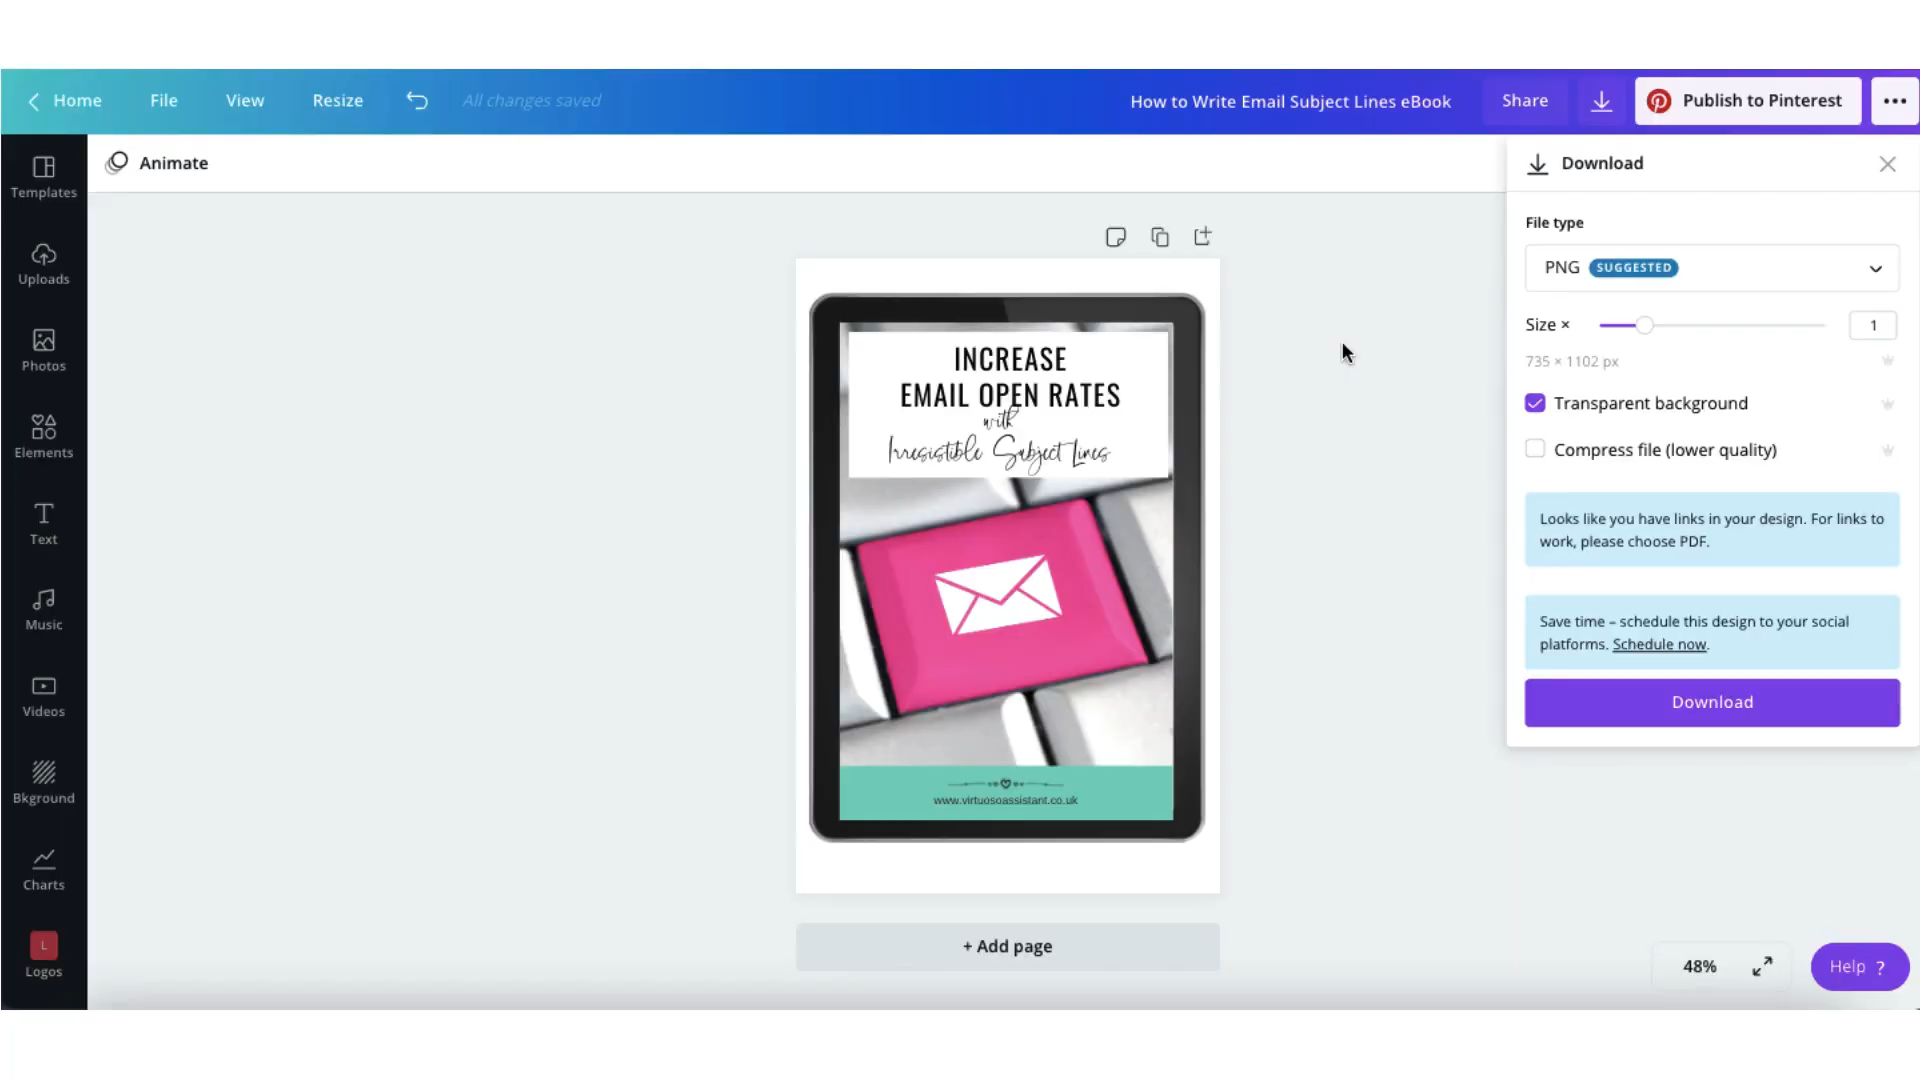 Home
File
View
Resize
All changes saved
How to Write Email Subject Lines eBook
Share
Publish to Pinterest
Animate
Templates
Uploads
Photos
Elements
Text
Music
Videos
Bkground
Charts
L
Logos
INCREASE
EMAIL OPEN RATES
with
Irresistible Subject Lines
www.virtuosoassistant.co.uk
+ Add page
Download
File type
PNG SUGGESTED
Size × 1
735 × 1102 px
Transparent background
Compress file (lower quality)
Looks like you have links in your design. For links to
work, please choose PDF.
Save time – schedule this design to your social
platforms. Schedule now.
Download
48%
Help ?